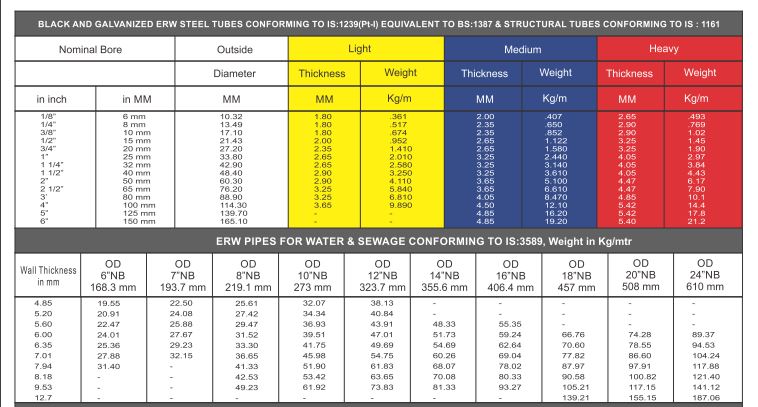 BLACK AND GALVANIZED ERW STEEL TUBES CONFORMING TO IS:1239(Pt-I) EQUIVALENT TO BS:1387 & STRUCTURAL TUBES CONFORMING TO IS : 1161
Nominal Bore Outside Light Medium Heavy
Diameter Thickness Weight Thickness Weight Thickness Weight
in inch in MM MM MM Kg/m MM Kg/m MM Kg/m
1/8" 6 mm 10.32 1.80 .361 2.00 .407 2.65 .493
1/4" 8 mm 13.49 1.80 .517 2.35 .650 2.90 .769
3/8" 10 mm 17.10 1.80 .674 2.35 .852 2.90 1.02
1/2" 15 mm 21.43 2.00 .952 2.65 1.122 3.25 1.45
3/4" 20 mm 27.20 2.35 1.410 2.65 1.580 3.25 1.90
1" 25 mm 33.80 2.65 2.010 3.25 2.440 4.05 2.97
1 1/4" 32 mm 42.90 2.65 2.580 3.25 3.140 4.05 3.84
1 1/2" 40 mm 48.40 2.90 3.250 3.25 3.610 4.05 4.43
2" 50 mm 60.30 2.90 4.110 3.65 5.100 4.47 6.17
2 1/2" 65 mm 76.20 3.25 5.840 3.65 6.610 4.47 7.90
3' 80 mm 88.90 3.25 6.810 4.05 8.470 4.85 10.1
4" 100 mm 114.30 3.65 9.890 4.50 12.10 5.42 14.4
5" 125 mm 139.70 - - 4.85 16.20 5.42 17.8
6" 150 mm 165.10 - - 4.85 19.20 5.40 21.2
ERW PIPES FOR WATER & SEWAGE CONFORMING TO IS:3589, Weight in Kg/mtr
Wall Thickness OD OD OD OD OD OD OD OD OD OD
in mm 6"NB 7"NB 8"NB 10"NB 12"NB 14"NB 16"NB 18"NB 20"NB 24"NB
168.3 mm 193.7 mm 219.1 mm 273 mm 323.7 mm 355.6 mm 406.4 mm 457 mm 508 mm 610 mm
4.85 19.55 22.50 25.61 32.07 38.13 - - - - -
5.20 20.91 24.08 27.42 34.34 40.84 - - - - -
5.60 22.47 25.88 29.47 36.93 43.91 48.33 55.35 - - -
6.00 24.01 27.67 31.52 39.51 47.01 51.73 59.24 66.76 74.28 89.37
6.35 25.36 29.23 33.30 41.75 49.69 54.69 62.64 70.60 78.55 94.53
7.01 27.88 32.15 36.65 45.98 54.75 60.26 69.04 77.82 86.60 104.24
7.94 31.40 - 41.33 51.90 61.83 68.07 78.02 87.97 97.91 117.88
8.18 - - 42.53 53.42 63.65 70.08 80.33 90.58 100.82 121.40
9.53 - - 49.23 61.92 73.83 81.33 93.27 105.21 117.15 141.12
12.7 - - - - - - - 139.21 155.15 187.06